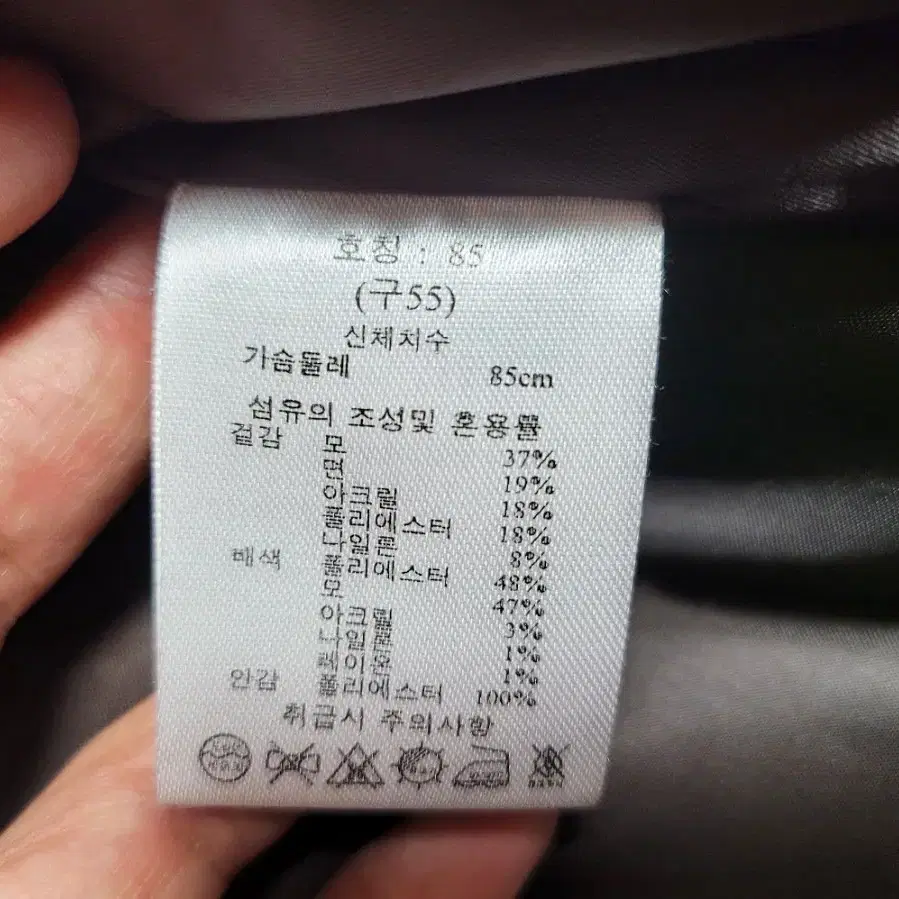 호칭 : 85
(구55)
신체치수
가슴둘레 85cm
섬유의 조성및 혼용률
겉감 모 37%
면 19%
아크릴 18%
폴리에스터 18%
나일론 8%
배색 폴리에스터 48%
모 47%
아크릴 3%
나일론 1%
레이온 1%
안감 폴리에스터 100%
취급시 주의사항